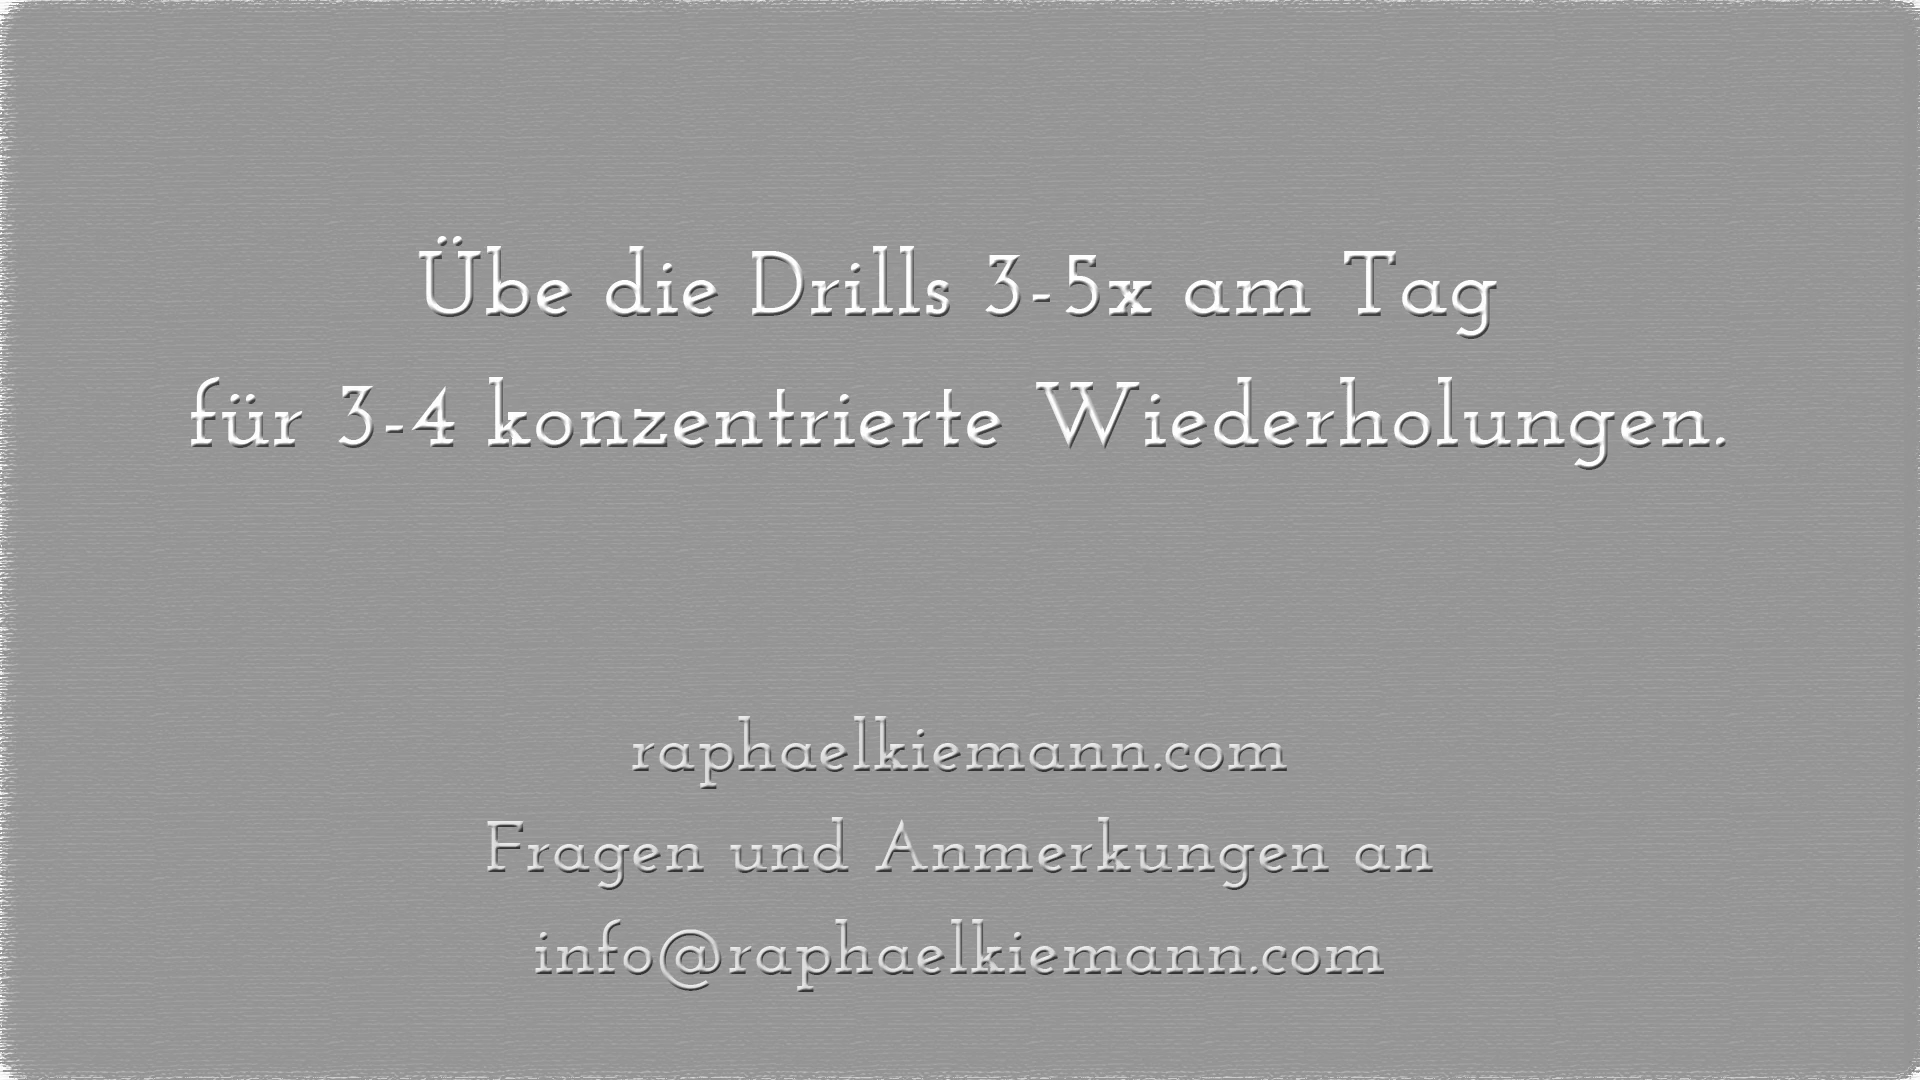 Übe die Drills 3-5x am Tag
für 3-4 konzentrierte Wiederholungen.
raphaelkiemann.com
Fragen und Anmerkungen an
info@raphaelkiemann.com